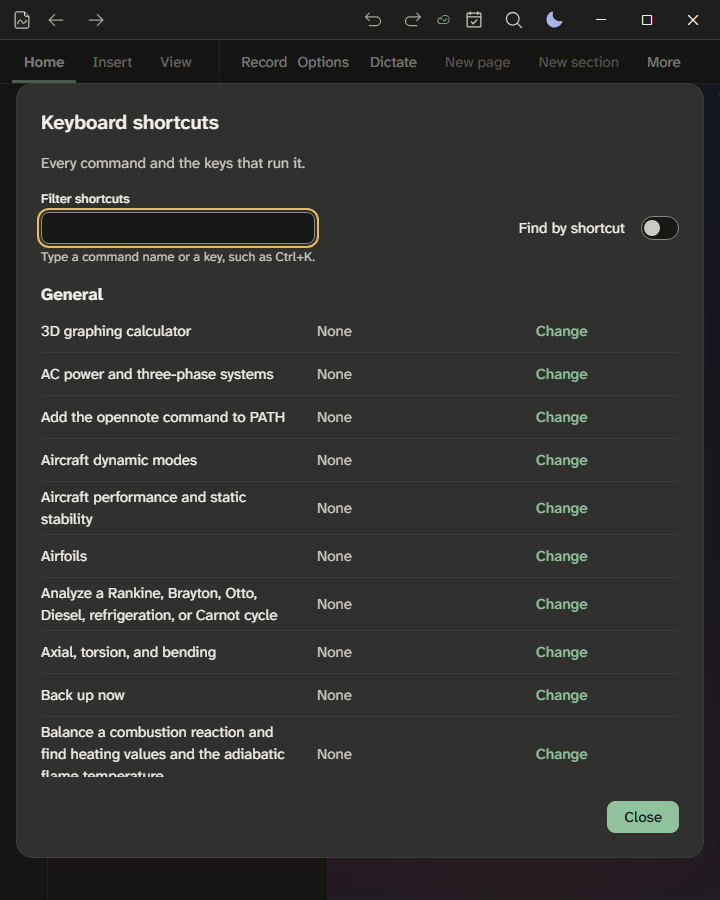 Home Insert View Record Options Dictate New page New section More
Keyboard shortcuts
Every command and the keys that run it.
Filter shortcuts
Find by shortcut
Type a command name or a key, such as Ctrl+K.
General
3D graphing calculator None Change
AC power and three-phase systems None Change
Add the opennote command to PATH None Change
Aircraft dynamic modes None Change
Aircraft performance and static
stability None Change
Airfoils None Change
Analyze a Rankine, Brayton, Otto,
Diesel, refrigeration, or Carnot cycle None Change
Axial, torsion, and bending None Change
Back up now None Change
Balance a combustion reaction and
find heating values and the adiabatic None Change
flame temperature
Close